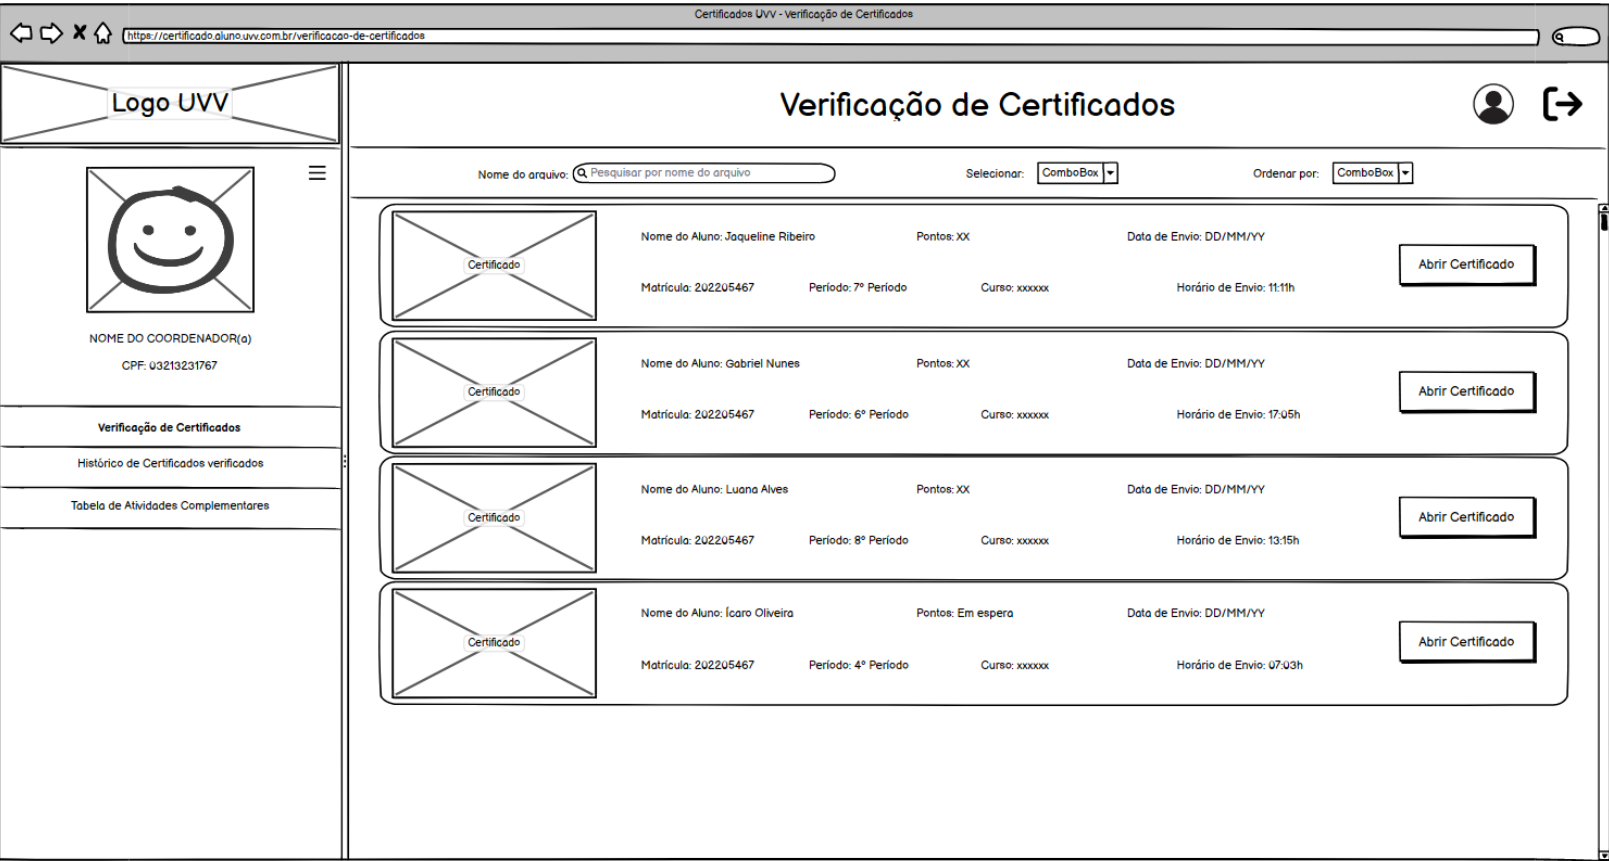 Certificados UVV - Verificação de Certificados
https://certificado.aluno.uvv.com.br/verificacao-de-certificados
Logo UVV
Verificação de Certificados
NOME DO COORDENADOR(a)
CPF: 03213231767
Verificação de Certificados
Histórico de Certificados verificados
Tabela de Atividades Complementares
Nome do arquivo: Pesquisar por nome do arquivo Selecionar: ComboBox Ordenar por: ComboBox
Certificado
Nome do Aluno: Jaqueline Ribeiro Pontos: XX Data de Envio: DD/MM/YY
Matrícula: 202205467 Período: 7º Período Curso: xxxxxx Horário de Envio: 11:11h
Abrir Certificado
Certificado
Nome do Aluno: Gabriel Nunes Pontos: XX Data de Envio: DD/MM/YY
Matrícula: 202205467 Período: 6º Período Curso: xxxxxx Horário de Envio: 17:05h
Abrir Certificado
Certificado
Nome do Aluno: Luana Alves Pontos: XX Data de Envio: DD/MM/YY
Matrícula: 202205467 Período: 8º Período Curso: xxxxxx Horário de Envio: 13:15h
Abrir Certificado
Certificado
Nome do Aluno: Ícaro Oliveira Pontos: Em espera Data de Envio: DD/MM/YY
Matrícula: 202205467 Período: 4º Período Curso: xxxxxx Horário de Envio: 07:03h
Abrir Certificado